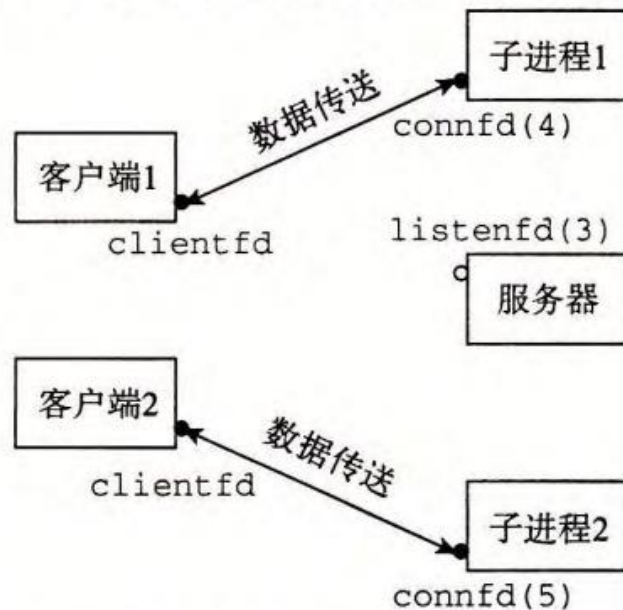 子进程1
数据传送
connfd(4)
客户端1
clientfd
listenfd(3)
服务器
客户端2
数据传送
clientfd
子进程2
connfd(5)